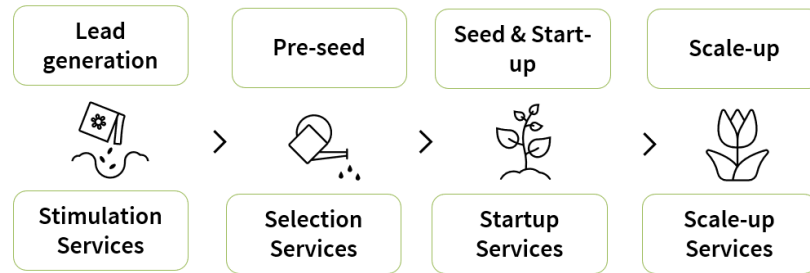 Lead
generation
Pre-seed
Seed & Start-
up
Scale-up
Stimulation
Services
Selection
Services
Startup
Services
Scale-up
Services